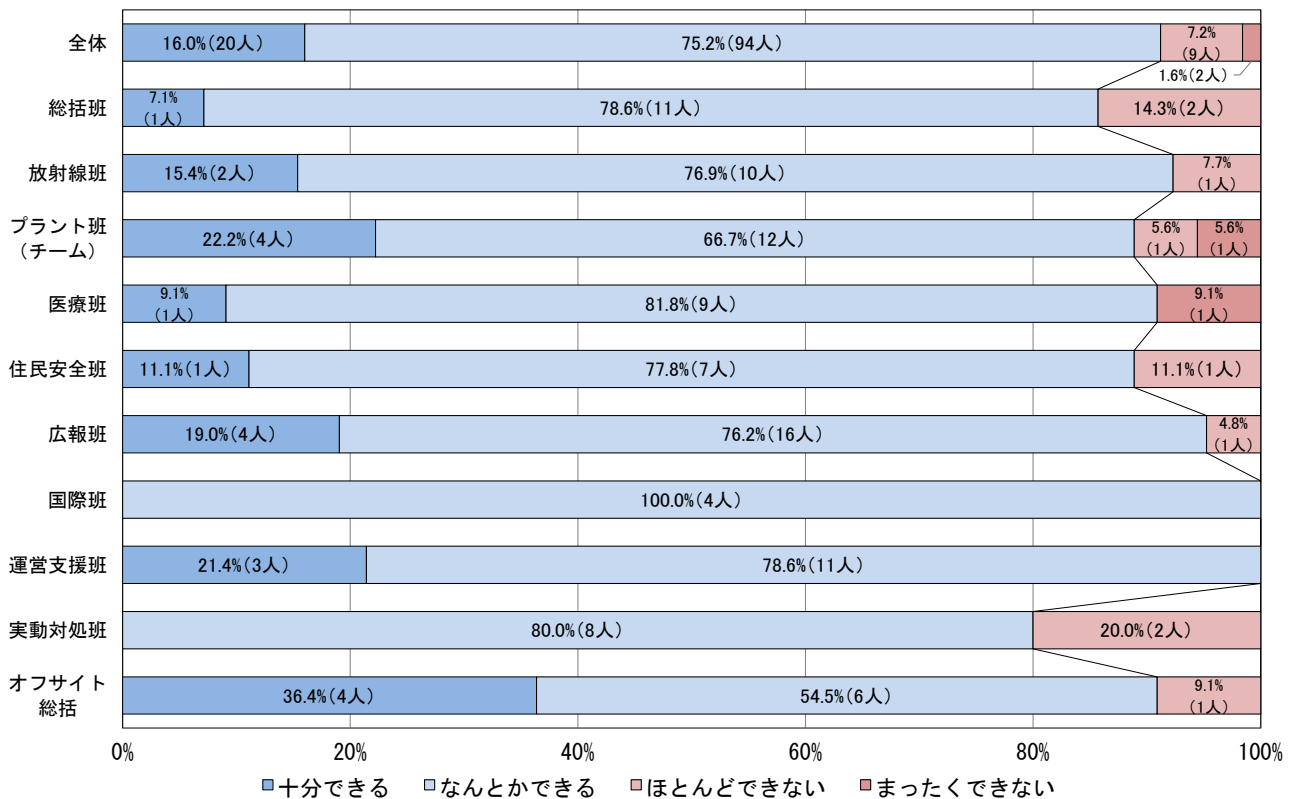 全体
16.0%(20人)
75.2%(94人)
7.2%
(9人)
1.6%(2人)
総括班
7.1%
(1人)
78.6%(11人)
14.3%(2人)
放射線班
15.4%(2人)
76.9%(10人)
7.7%
(1人)
プラント班
(チーム)
22.2%(4人)
66.7%(12人)
5.6%
(1人)
5.6%
(1人)
医療班
9.1%
(1人)
81.8%(9人)
9.1%
(1人)
住民安全班
11.1%(1人)
77.8%(7人)
11.1%(1人)
広報班
19.0%(4人)
76.2%(16人)
4.8%
(1人)
国際班
100.0%(4人)
運営支援班
21.4%(3人)
78.6%(11人)
実動対処班
80.0%(8人)
20.0%(2人)
オフサイト
総括
36.4%(4人)
54.5%(6人)
9.1%
(1人)
0% 20% 40% 60% 80% 100%
十分できる なんとかできる ほとんどできない まったくできない